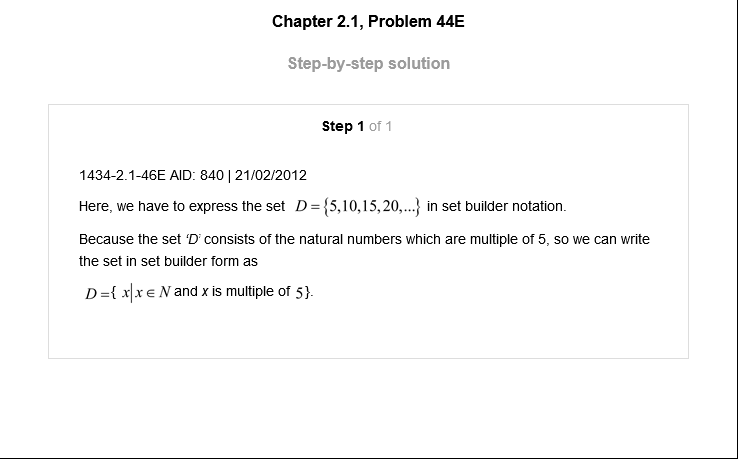 Chapter 2.1, Problem 44E
Step-by-step solution
Step 1 of 1
1434-2.1-46E AID: 840 | 21/02/2012
Here, we have to express the set D = {5,10,15,20,...} in set builder notation.
Because the set ‘D’ consists of the natural numbers which are multiple of 5, so we can write
the set in set builder form as
D ={ x|x ∈ N and x is multiple of 5}.